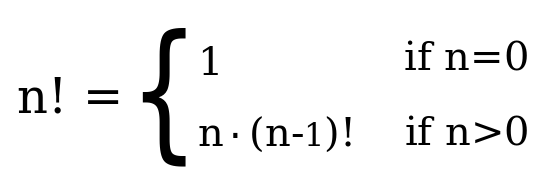 n! = { 1 if n=0
n · (n-1)! if n>0